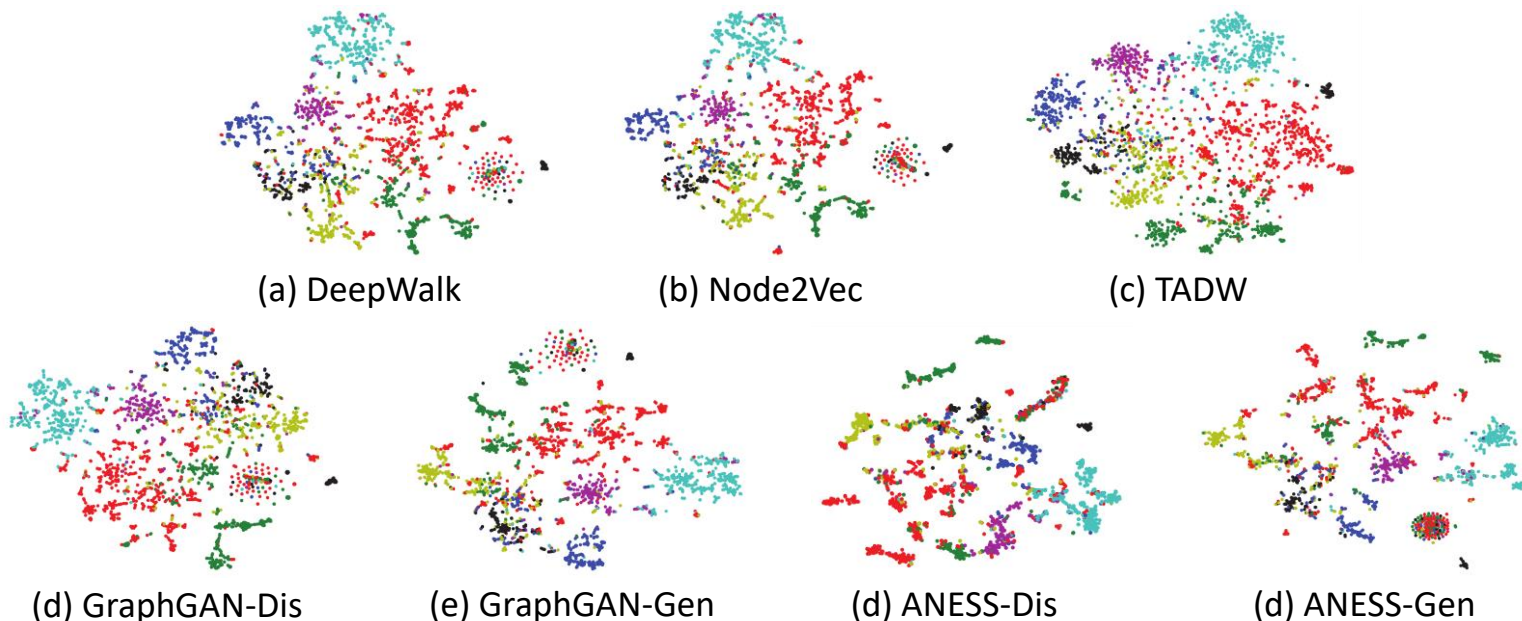 (a) DeepWalk
(b) Node2Vec
(c) TADW
(d) GraphGAN-Dis
(e) GraphGAN-Gen
(d) ANESS-Dis
(d) ANESS-Gen